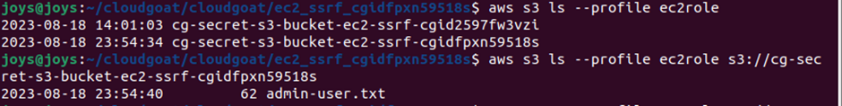 joys@joys:~/cloudgoat/cloudgoat/ec2_ssrf_cgidfpxn59518s$ aws s3 ls --profile ec2role
2023-08-18 14:01:03 cg-secret-s3-bucket-ec2-ssrf-cgid2597fw3vzi
2023-08-18 23:54:34 cg-secret-s3-bucket-ec2-ssrf-cgidfpxn59518s
joys@joys:~/cloudgoat/cloudgoat/ec2_ssrf_cgidfpxn59518s$ aws s3 ls --profile ec2role s3://cg-sec
ret-s3-bucket-ec2-ssrf-cgidfpxn59518s
2023-08-18 23:54:40         62 admin-user.txt